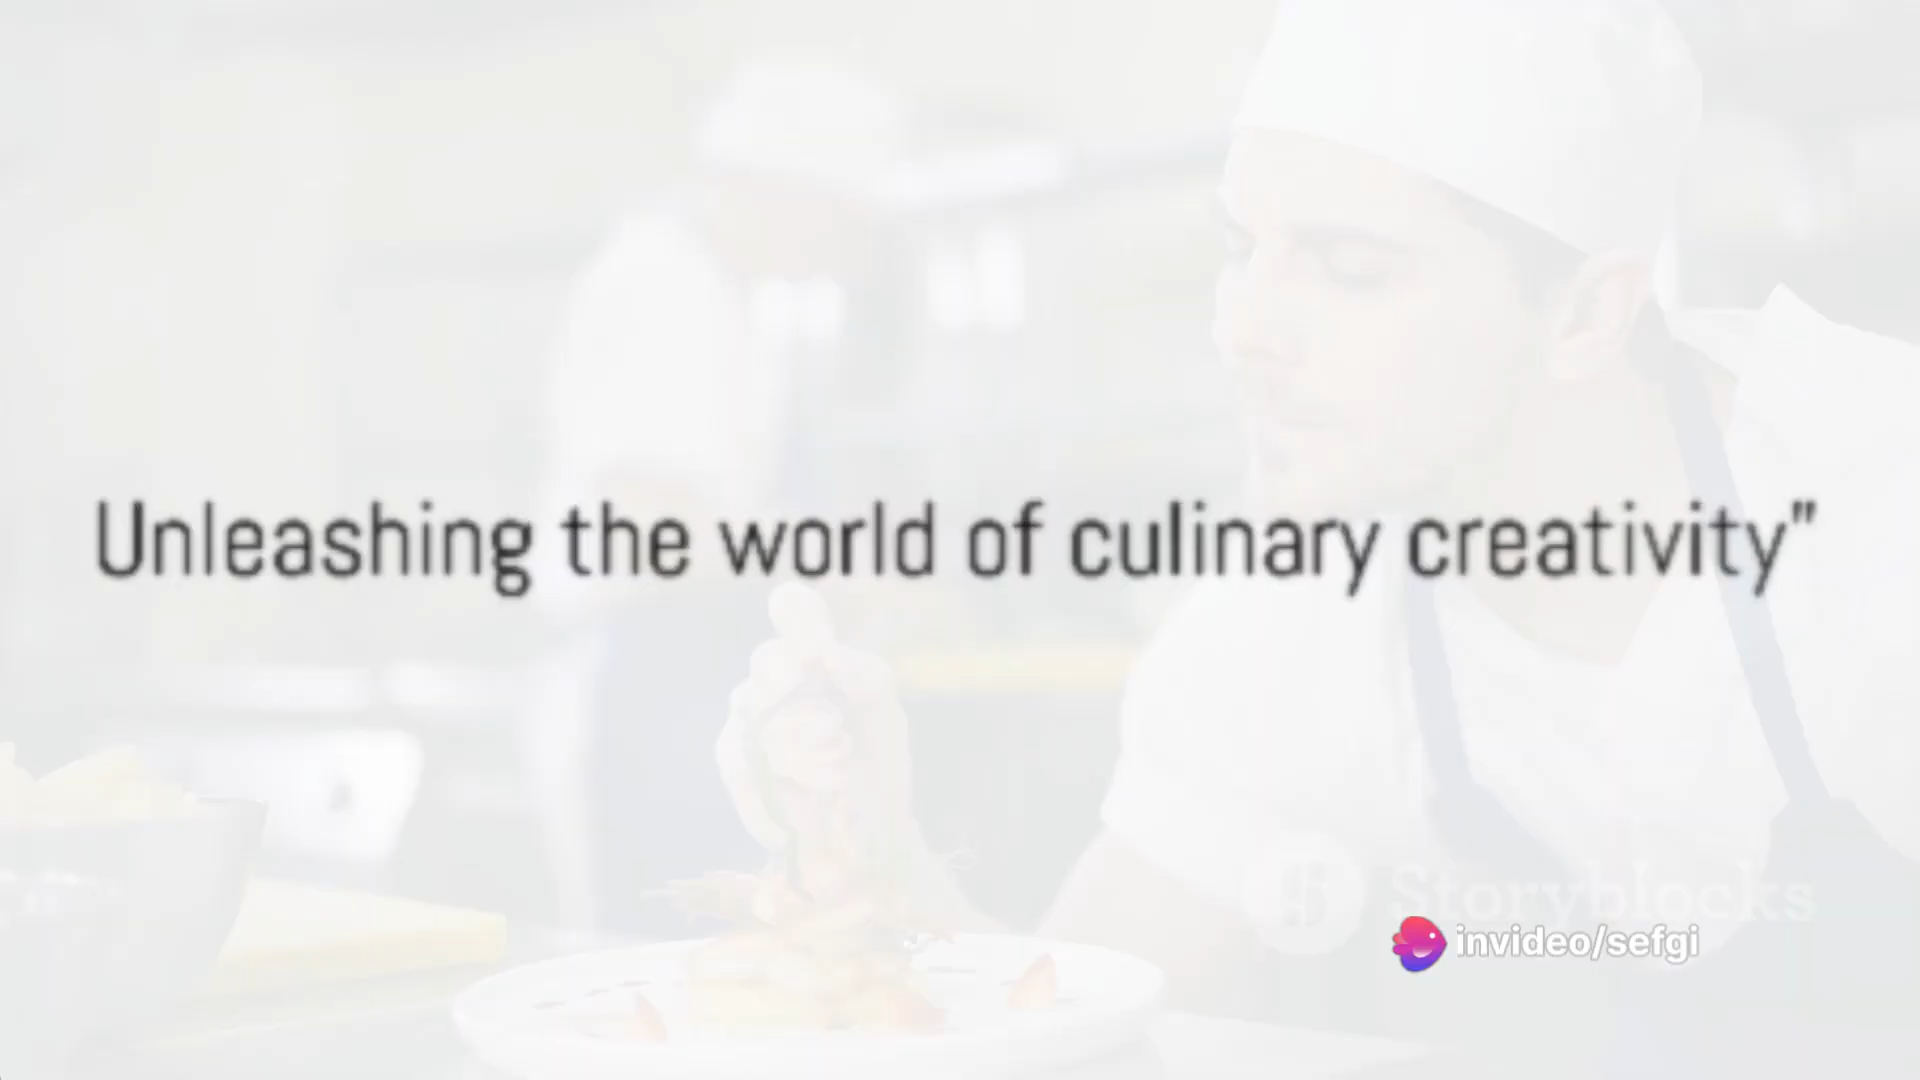 Unleashing the world of culinary creativity"
Storyblocks
invideo/sefgi